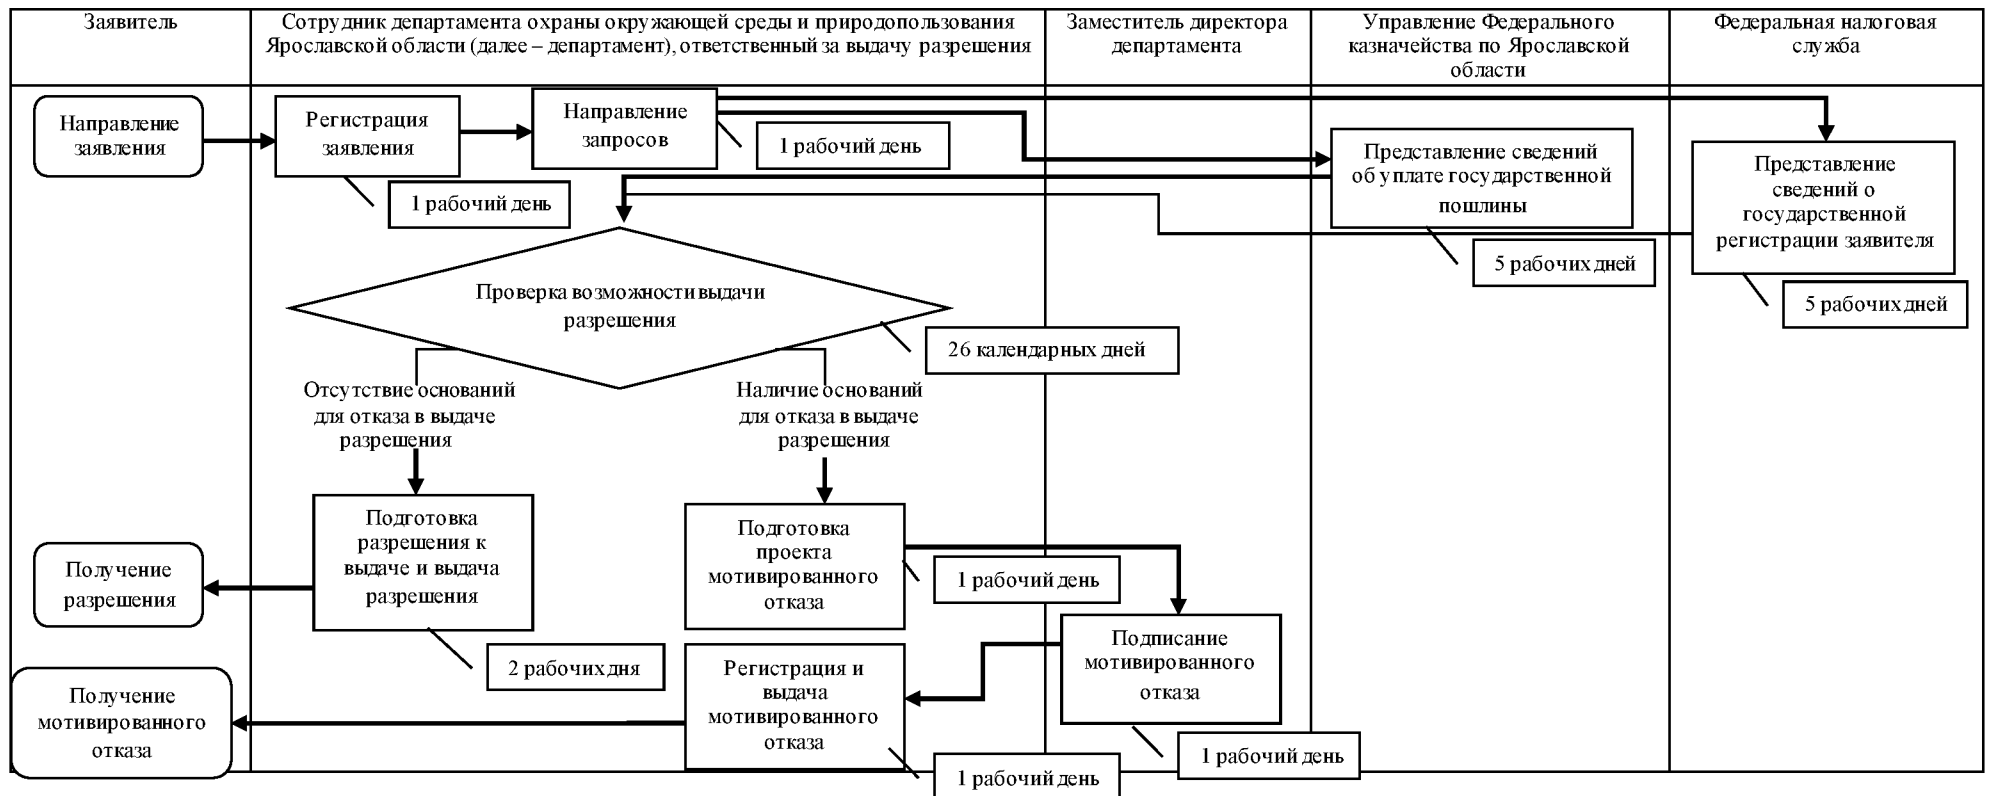 Заявитель
Сотрудник департамента охраны окружающей среды и природопользования
Ярославской области (далее – департамент), ответственный за выдачу разрешения
Заместитель директора
департамента
Управление Федерального
казначейства по Ярославской
области
Федеральная налоговая
служба
Направление
заявления
Регистрация
заявления
1 рабочий день
Направление
запросов
1 рабочий день
Представление сведений
об уплате государственной
пошлины
5 рабочих дней
Представление
сведений о
государственной
регистрации заявителя
5 рабочих дней
Проверка возможности выдачи
разрешения
26 календарных дней
Отсутствие оснований
для отказа в выдаче
разрешения
Наличие оснований
для отказа в выдаче
разрешения
Подготовка
разрешения к
выдаче и выдача
разрешения
2 рабочих дня
Получение
разрешения
Подготовка
проекта
мотивированного
отказа
1 рабочий день
Подписание
мотивированного
отказа
1 рабочий день
Регистрация и
выдача
мотивированного
отказа
1 рабочий день
Получение
мотивированного
отказа